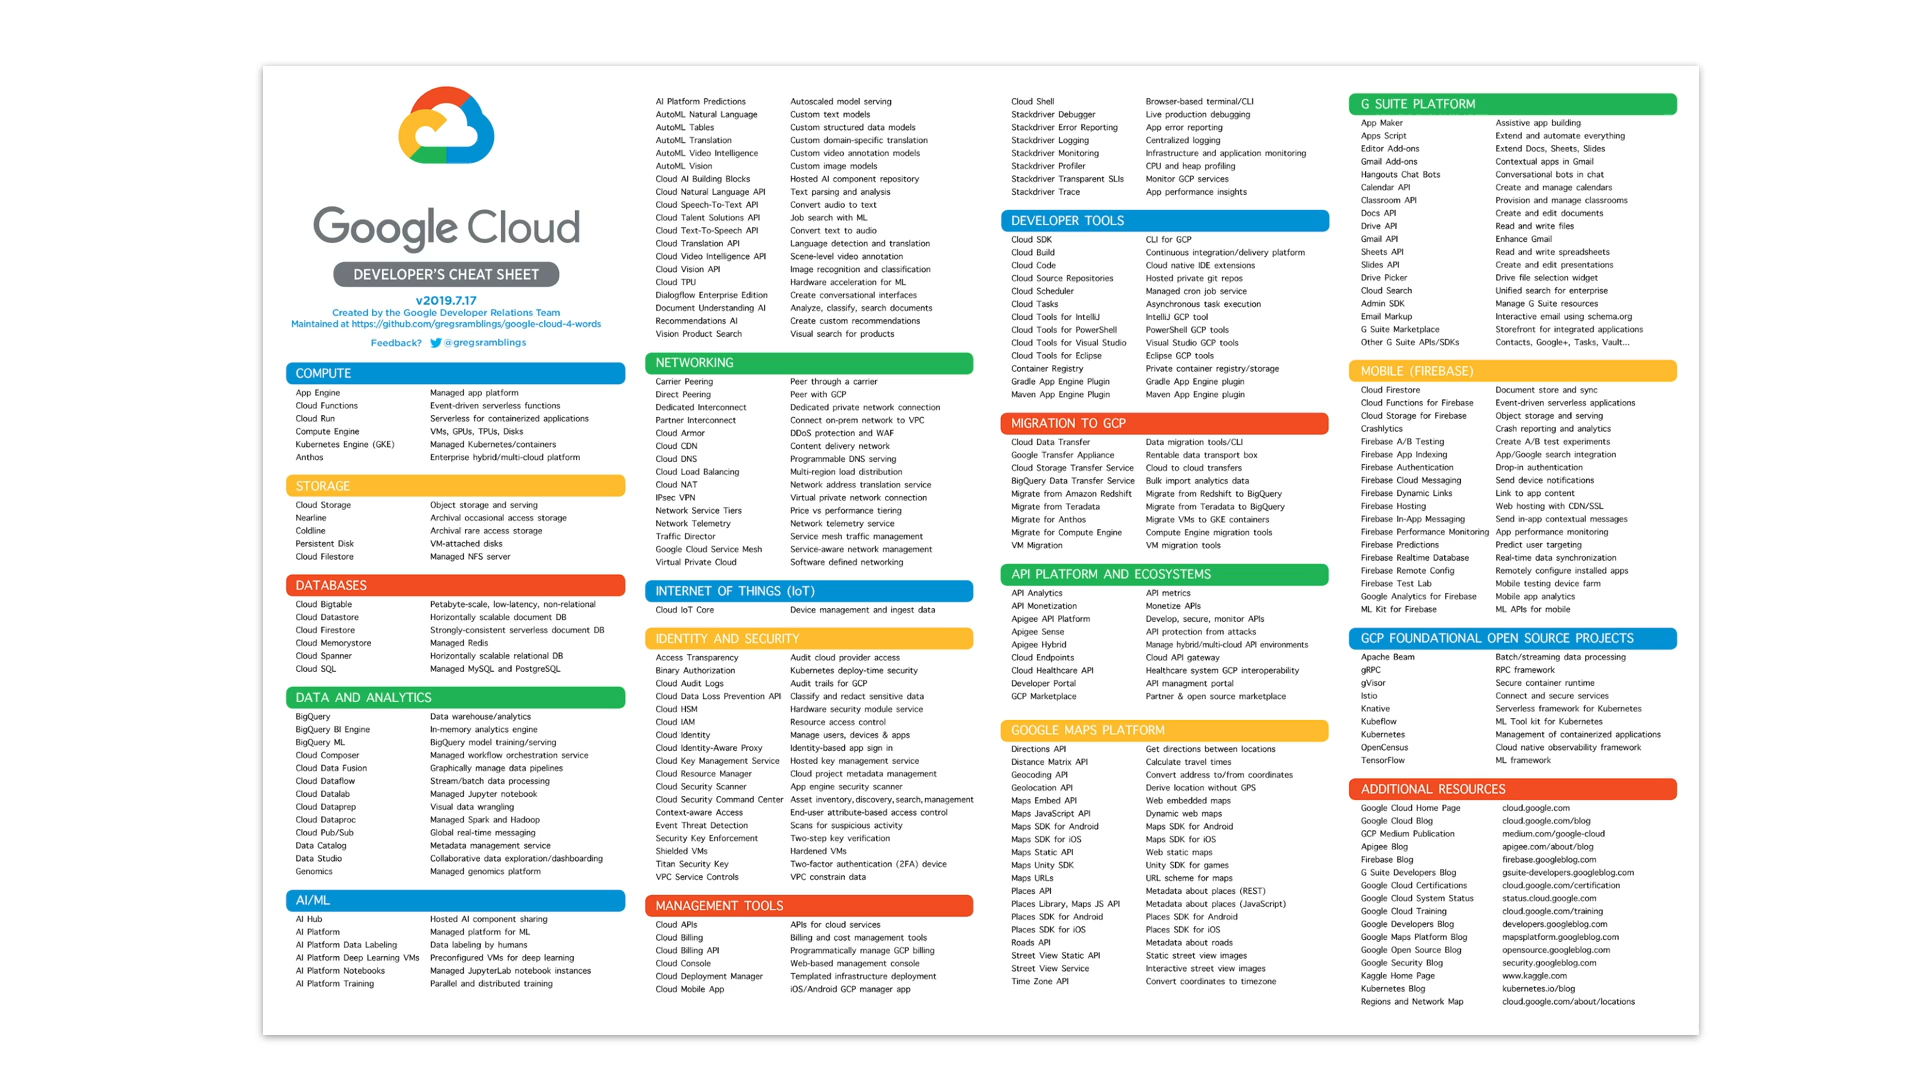 Google Cloud
DEVELOPER'S CHEAT SHEET
v2019.7.17
Created by the Google Developer Relations Team
Maintained at https://github.com/gregsramblings/google-cloud-4-words
Feedback? @gregsramblings
COMPUTE
App Engine Managed app platform
Cloud Functions Event-driven serverless functions
Cloud Run Serverless for containerized applications
Compute Engine VMs, GPUs, TPUs, Disks
Kubernetes Engine (GKE) Managed Kubernetes/containers
Anthos Enterprise hybrid/multi-cloud platform
STORAGE
Cloud Storage Object storage and serving
Nearline Archival occasional access storage
Coldline Archival rare access storage
Persistent Disk VM-attached disks
Cloud Filestore Managed NFS server
DATABASES
Cloud Bigtable Petabyte-scale, low-latency, non-relational
Cloud Datastore Horizontally scalable document DB
Cloud Firestore Strongly-consistent serverless document DB
Cloud Memorystore Managed Redis
Cloud Spanner Horizontally scalable relational DB
Cloud SQL Managed MySQL and PostgreSQL
DATA AND ANALYTICS
BigQuery Data warehouse/analytics
BigQuery BI Engine In-memory analytics engine
BigQuery ML BigQuery model training/serving
Cloud Composer Managed workflow orchestration service
Cloud Data Fusion Graphically manage data pipelines
Cloud Dataflow Stream/batch data processing
Cloud Datalab Managed Jupyter notebook
Cloud Dataprep Visual data wrangling
Cloud Dataproc Managed Spark and Hadoop
Cloud Pub/Sub Global real-time messaging
Data Catalog Metadata management service
Data Studio Collaborative data exploration/dashboarding
Genomics Managed genomics platform
AI/ML
AI Hub Hosted AI component sharing
AI Platform Managed platform for ML
AI Platform Data Labeling Data labeling by humans
AI Platform Deep Learning VMs Preconfigured VMs for deep learning
AI Platform Notebooks Managed JupyterLab notebook instances
AI Platform Training Parallel and distributed training
AI Platform Predictions Autoscaled model serving
AutoML Natural Language Custom text models
AutoML Tables Custom structured data models
AutoML Translation Custom domain-specific translation
AutoML Video Intelligence Custom video annotation models
AutoML Vision Custom image models
Cloud AI Building Blocks Hosted AI component repository
Cloud Natural Language API Text parsing and analysis
Cloud Speech-To-Text API Convert audio to text
Cloud Talent Solutions API Job search with ML
Cloud Text-To-Speech API Convert text to audio
Cloud Translation API Language detection and translation
Cloud Video Intelligence API Scene-level video annotation
Cloud Vision API Image recognition and classification
Cloud TPU Hardware acceleration for ML
Dialogflow Enterprise Edition Create conversational interfaces
Document Understanding AI Analyze, classify, search documents
Recommendations AI Create custom recommendations
Vision Product Search Visual search for products
NETWORKING
Carrier Peering Peer through a carrier
Direct Peering Peer with GCP
Dedicated Interconnect Dedicated private network connection
Partner Interconnect Connect on-prem network to VPC
Cloud Armor DDoS protection and WAF
Cloud CDN Content delivery network
Cloud DNS Programmable DNS serving
Cloud Load Balancing Multi-region load distribution
Cloud NAT Network address translation service
IPsec VPN Virtual private network connection
Network Service Tiers Price vs performance tiering
Network Telemetry Network telemetry service
Traffic Director Service mesh traffic management
Google Cloud Service Mesh Service-aware network management
Virtual Private Cloud Software defined networking
INTERNET OF THINGS (IoT)
Cloud IoT Core Device management and ingest data
IDENTITY AND SECURITY
Access Transparency Audit cloud provider access
Binary Authorization Kubernetes deploy-time security
Cloud Audit Logs Audit trails for GCP
Cloud Data Loss Prevention API Classify and redact sensitive data
Cloud HSM Hardware security module service
Cloud IAM Resource access control
Cloud Identity Manage users, devices & apps
Cloud Identity-Aware Proxy Identity-based app sign in
Cloud Key Management Service Hosted key management service
Cloud Resource Manager Cloud project metadata management
Cloud Security Scanner App engine security scanner
Cloud Security Command Center Asset inventory, discovery, search, management
Context-aware Access End-user attribute-based access control
Event Threat Detection Scans for suspicious activity
Security Key Enforcement Two-step key verification
Shielded VMs Hardened VMs
Titan Security Key Two-factor authentication (2FA) device
VPC Service Controls VPC constrain data
MANAGEMENT TOOLS
Cloud APIs APIs for cloud services
Cloud Billing Billing and cost management tools
Cloud Billing API Programmatically manage GCP billing
Cloud Console Web-based management console
Cloud Deployment Manager Templated infrastructure deployment
Cloud Mobile App iOS/Android GCP manager app
Cloud Shell Browser-based terminal/CLI
Stackdriver Debugger Live production debugging
Stackdriver Error Reporting App error reporting
Stackdriver Logging Centralized logging
Stackdriver Monitoring Infrastructure and application monitoring
Stackdriver Profiler CPU and heap profiling
Stackdriver Transparent SLIs Monitor GCP services
Stackdriver Trace App performance insights
DEVELOPER TOOLS
Cloud SDK CLI for GCP
Cloud Build Continuous integration/delivery platform
Cloud Code Cloud native IDE extensions
Cloud Source Repositories Hosted private git repos
Cloud Scheduler Managed cron job service
Cloud Tasks Asynchronous task execution
Cloud Tools for IntelliJ IntelliJ GCP tool
Cloud Tools for PowerShell PowerShell GCP tools
Cloud Tools for Visual Studio Visual Studio GCP tools
Cloud Tools for Eclipse Eclipse GCP tools
Container Registry Private container registry/storage
Gradle App Engine Plugin Gradle App Engine plugin
Maven App Engine Plugin Maven App Engine plugin
MIGRATION TO GCP
Cloud Data Transfer Data migration tools/CLI
Google Transfer Appliance Rentable data transport box
Cloud Storage Transfer Service Cloud to cloud transfers
BigQuery Data Transfer Service Bulk import analytics data
Migrate from Amazon Redshift Migrate from Redshift to BigQuery
Migrate from Teradata Migrate from Teradata to BigQuery
Migrate for Anthos Migrate VMs to GKE containers
Migrate for Compute Engine Compute Engine migration tools
VM Migration VM migration tools
API PLATFORM AND ECOSYSTEMS
API Analytics API metrics
API Monetization Monetize APIs
Apigee API Platform Develop, secure, monitor APIs
Apigee Sense API protection from attacks
Apigee Hybrid Manage hybrid/multi-cloud API environments
Cloud Endpoints Cloud API gateway
Cloud Healthcare API Healthcare system GCP interoperability
Developer Portal API managment portal
GCP Marketplace Partner & open source marketplace
GOOGLE MAPS PLATFORM
Directions API Get directions between locations
Distance Matrix API Calculate travel times
Geocoding API Convert address to/from coordinates
Geolocation API Derive location without GPS
Maps Embed API Web embedded maps
Maps JavaScript API Dynamic web maps
Maps SDK for Android Maps SDK for Android
Maps SDK for iOS Maps SDK for iOS
Maps Static API Web static maps
Maps Unity SDK Unity SDK for games
Maps URLs URL scheme for maps
Places API Metadata about places (REST)
Places Library, Maps JS API Metadata about places (JavaScript)
Places SDK for Android Places SDK for Android
Places SDK for iOS Places SDK for iOS
Roads API Metadata about roads
Street View Static API Static street view images
Street View Service Interactive street view images
Time Zone API Convert coordinates to timezone
G SUITE PLATFORM
App Maker Assistive app building
Apps Script Extend and automate everything
Editor Add-ons Extend Docs, Sheets, Slides
Gmail Add-ons Contextual apps in Gmail
Hangouts Chat Bots Conversational bots in chat
Calendar API Create and manage calendars
Classroom API Provision and manage classrooms
Docs API Create and edit documents
Drive API Read and write files
Gmail API Enhance Gmail
Sheets API Read and write spreadsheets
Slides API Create and edit presentations
Drive Picker Drive file selection widget
Cloud Search Unified search for enterprise
Admin SDK Manage G Suite resources
Email Markup Interactive email using schema.org
G Suite Marketplace Storefront for integrated applications
Other G Suite APIs/SDKs Contacts, Google+, Tasks, Vault...
MOBILE (FIREBASE)
Cloud Firestore Document store and sync
Cloud Functions for Firebase Event-driven serverless applications
Cloud Storage for Firebase Object storage and serving
Crashlytics Crash reporting and analytics
Firebase A/B Testing Create A/B test experiments
Firebase App Indexing App/Google search integration
Firebase Authentication Drop-in authentication
Firebase Cloud Messaging Send device notifications
Firebase Dynamic Links Link to app content
Firebase Hosting Web hosting with CDN/SSL
Firebase In-App Messaging Send in-app contextual messages
Firebase Performance Monitoring App performance monitoring
Firebase Predictions Predict user targeting
Firebase Realtime Database Real-time data synchronization
Firebase Remote Config Remotely configure installed apps
Firebase Test Lab Mobile testing device farm
Google Analytics for Firebase Mobile app analytics
ML Kit for Firebase ML APIs for mobile
GCP FOUNDATIONAL OPEN SOURCE PROJECTS
Apache Beam Batch/streaming data processing
gRPC RPC framework
gVisor Secure container runtime
Istio Connect and secure services
Knative Serverless framework for Kubernetes
Kubeflow ML Tool kit for Kubernetes
Kubernetes Management of containerized applications
OpenCensus Cloud native observability framework
TensorFlow ML framework
ADDITIONAL RESOURCES
Google Cloud Home Page cloud.google.com
Google Cloud Blog cloud.google.com/blog
GCP Medium Publication medium.com/google-cloud
Apigee Blog apigee.com/about/blog
Firebase Blog firebase.googleblog.com
G Suite Developers Blog gsuite-developers.googleblog.com
Google Cloud Certifications cloud.google.com/certification
Google Cloud System Status status.cloud.google.com
Google Cloud Training cloud.google.com/training
Google Developers Blog developers.googleblog.com
Google Maps Platform Blog mapsplatform.googleblog.com
Google Open Source Blog opensource.googleblog.com
Google Security Blog security.googleblog.com
Kaggle Home Page www.kaggle.com
Kubernetes Blog kubernetes.io/blog
Regions and Network Map cloud.google.com/about/locations